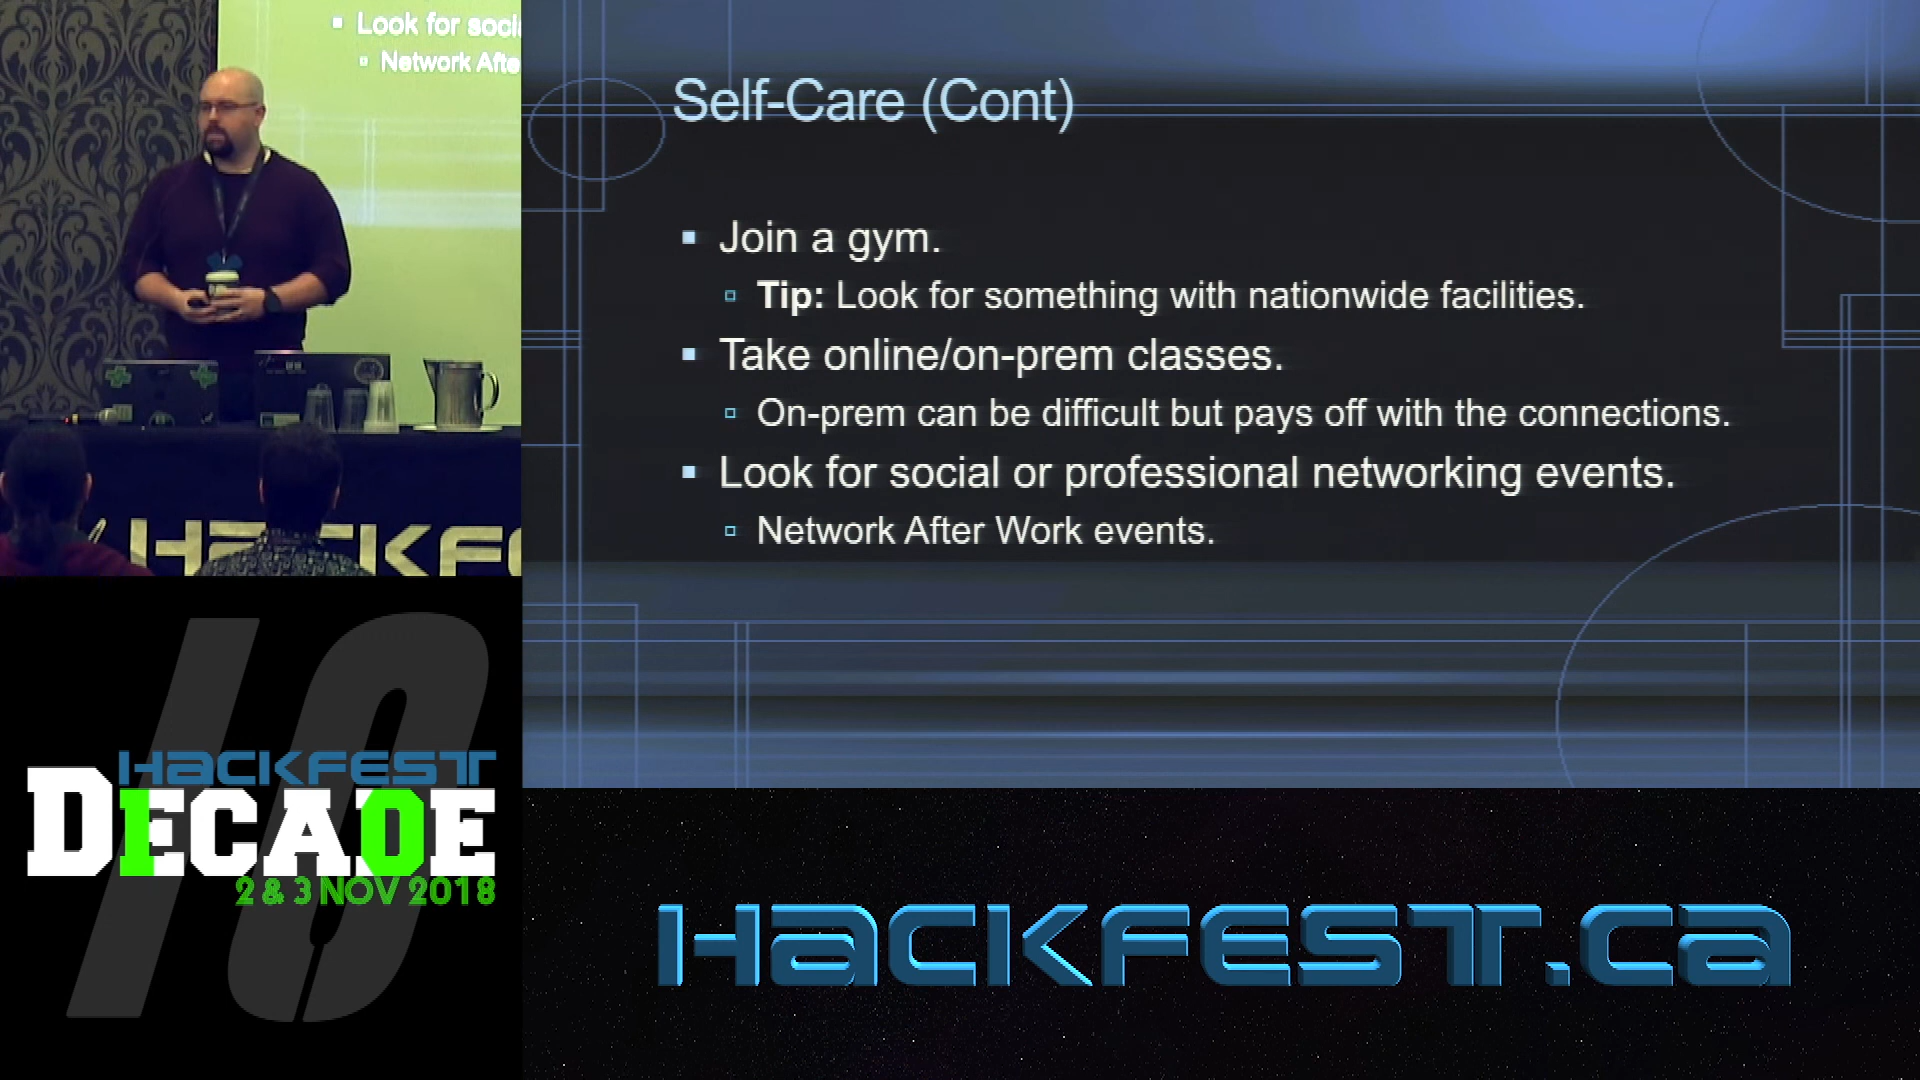 Look for soci
Network Afte
HACKFE
Self-Care (Cont)
Join a gym.
Tip: Look for something with nationwide facilities.
Take online/on-prem classes.
On-prem can be difficult but pays off with the connections.
Look for social or professional networking events.
Network After Work events.
10
HACKFEST
DECADE
2 & 3 NOV 2018
HACKFEST.ca